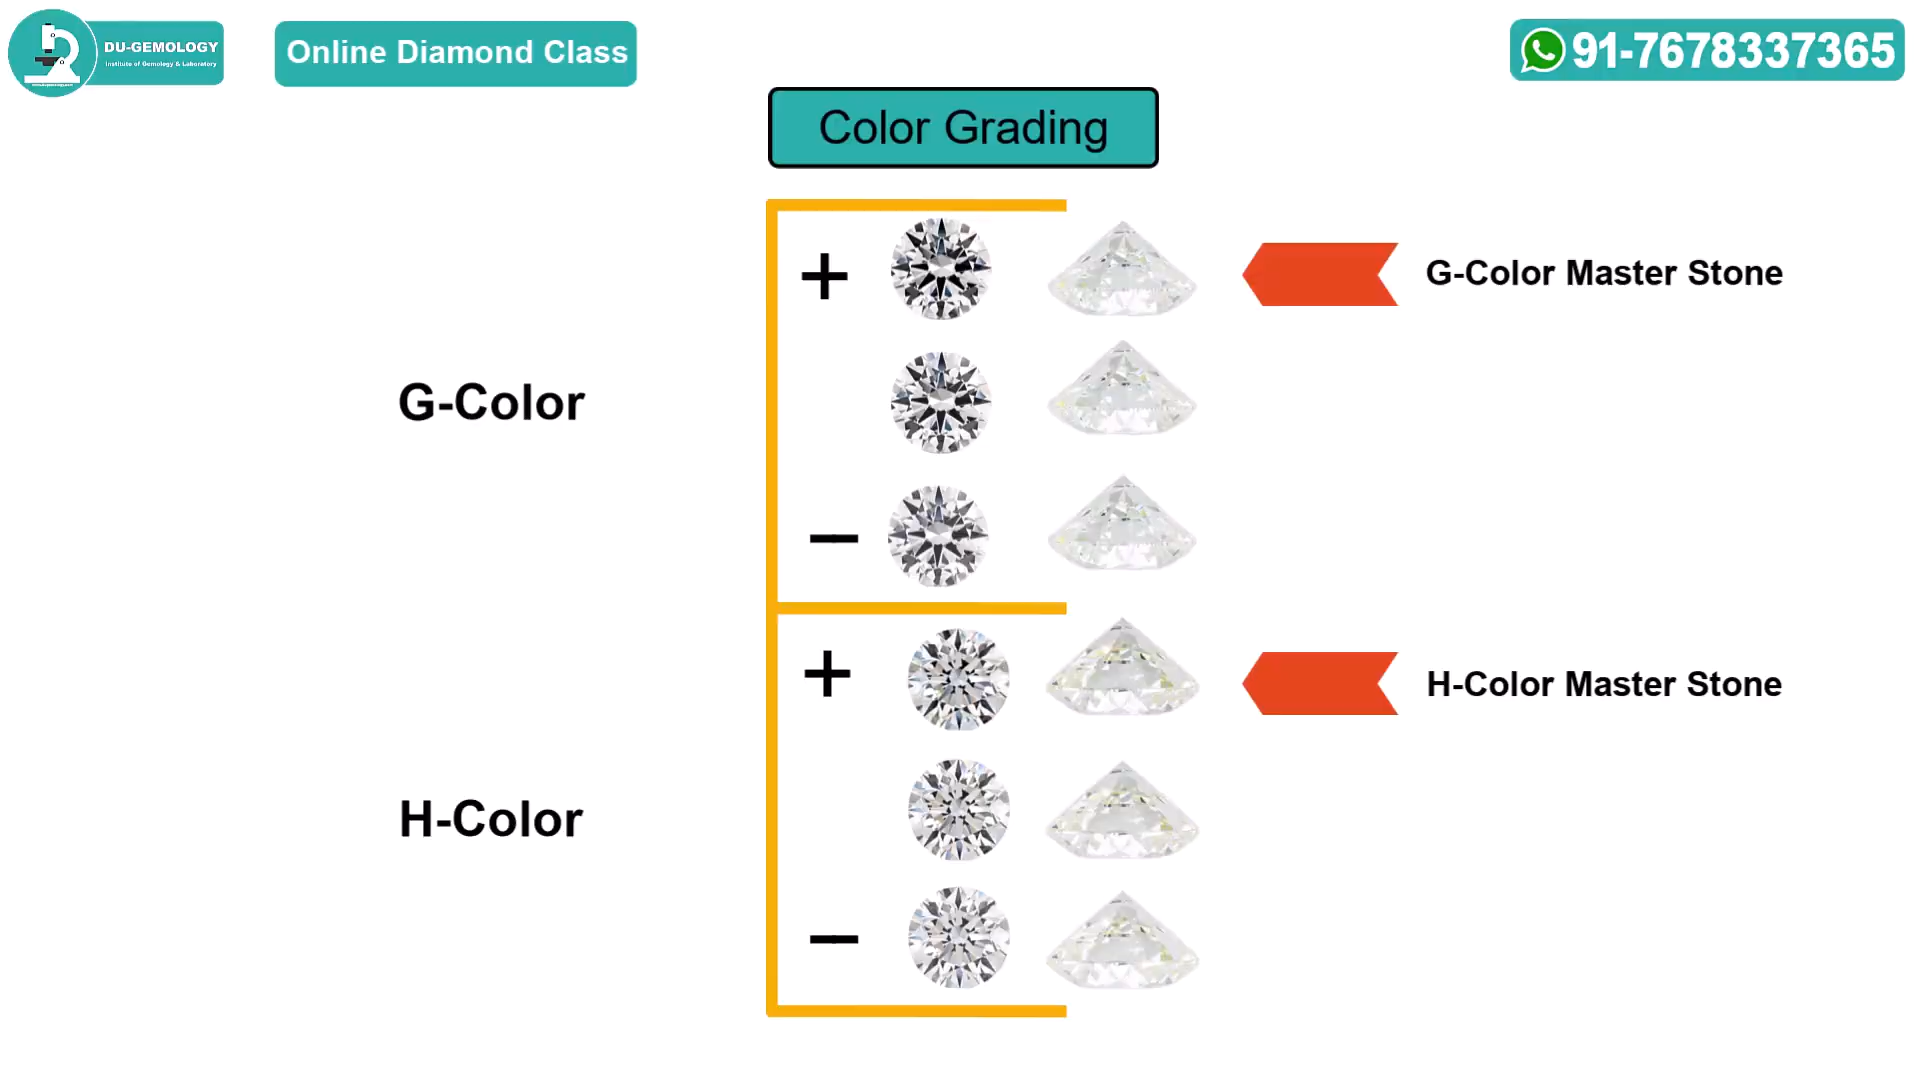 DU-GEMOLOGY
Institute of Gemology & Laboratory
Online Diamond Class
91-7678337365
Color Grading
+
G-Color Master Stone
G-Color
−
+
H-Color Master Stone
H-Color
−